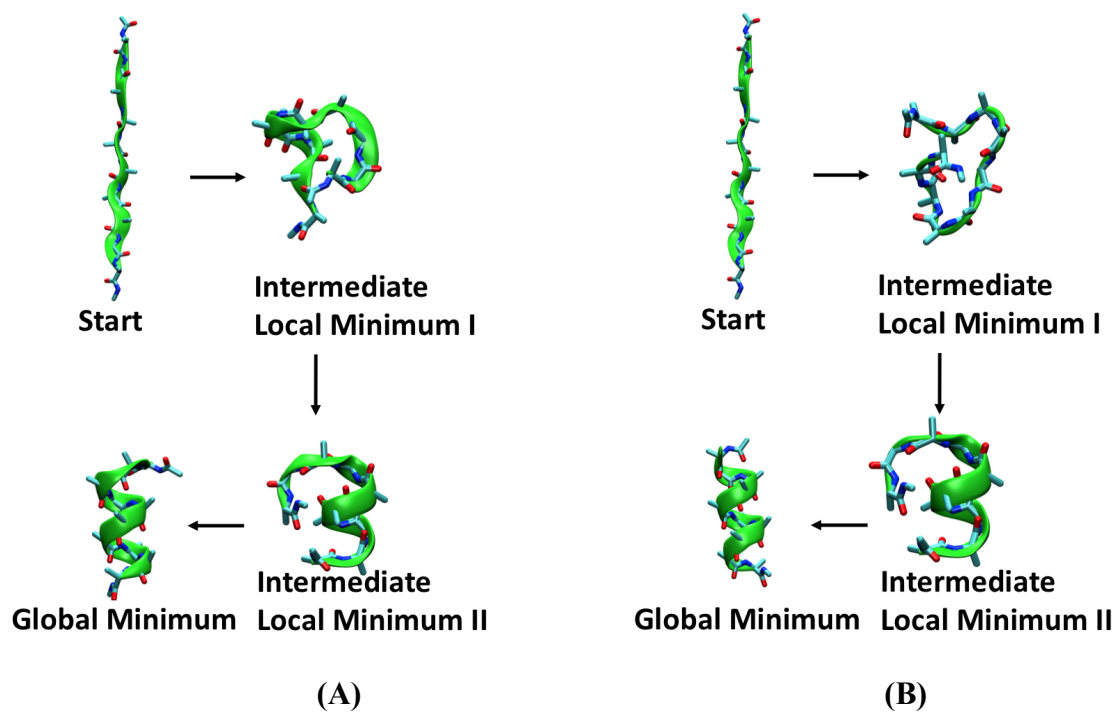 Start
Intermediate
Local Minimum I
Global Minimum
Intermediate
Local Minimum II
(A)
Start
Intermediate
Local Minimum I
Global Minimum
Intermediate
Local Minimum II
(B)